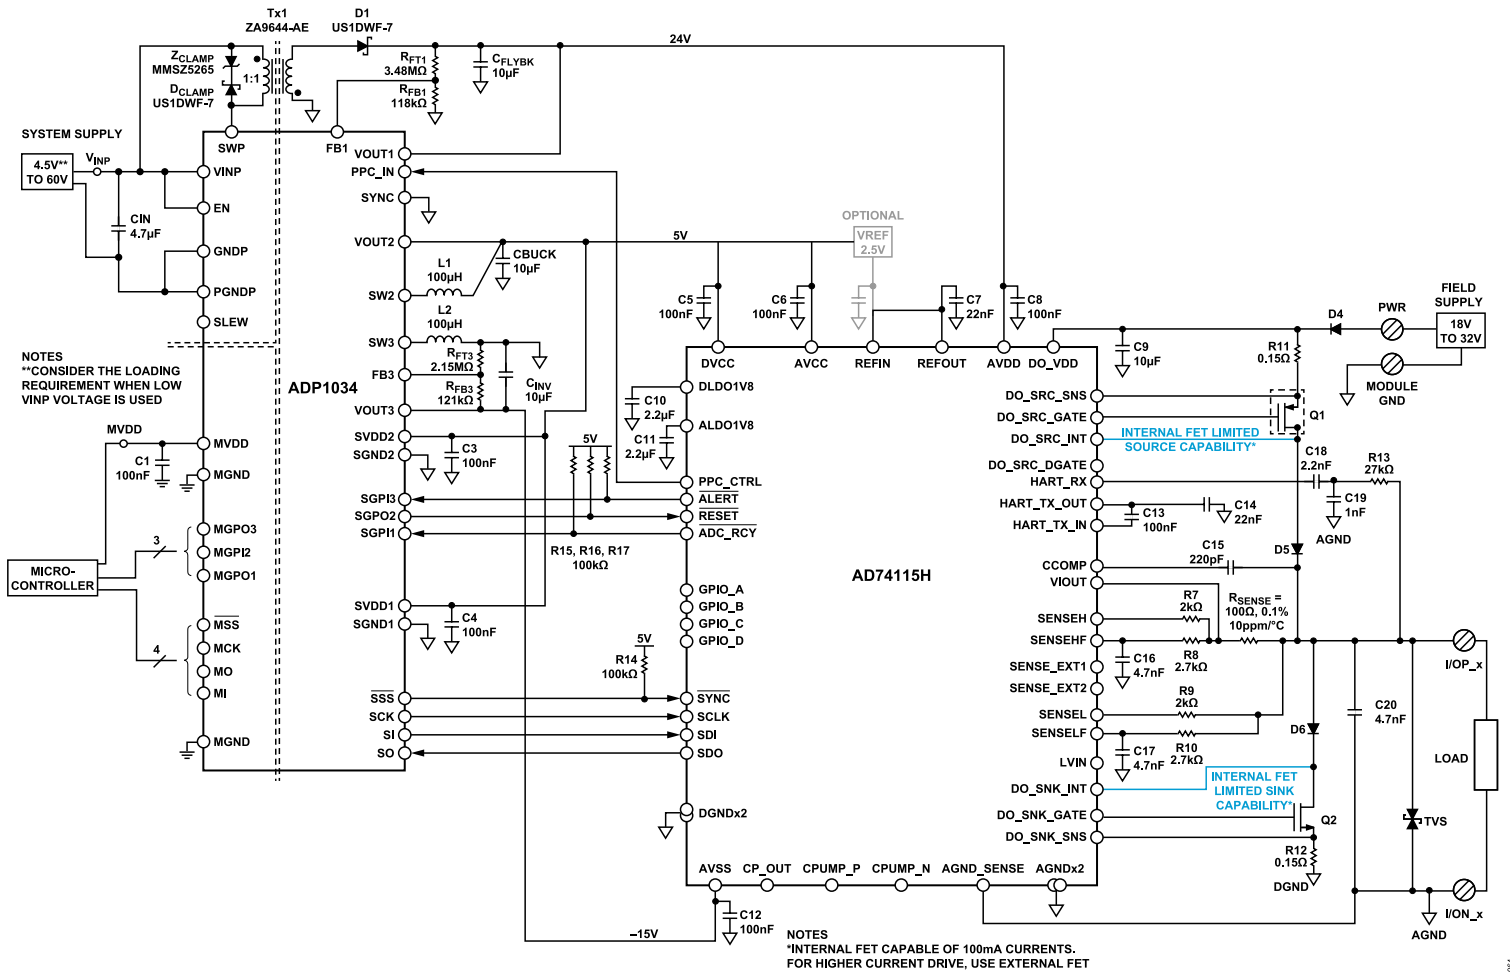 Tx1
ZA9644-AE
D1
US1DWF-7
ZCLAMP
MMSZ5265
DCLAMP
US1DWF-7
1:1
RFT1
3.48MΩ
RFB1
118kΩ
CFLYBK
10µF
24V
SYSTEM SUPPLY
4.5V**
TO 60V
VINP
CIN
4.7µF
SWP
FB1
VINP
EN
GNDP
PGNDP
SLEW
VOUT1
PPC_IN
SYNC
VOUT2
SW2
SW3
FB3
VOUT3
SVDD2
SGND2
SGPI3
SGPO2
SGPI1
SVDD1
SGND1
SSS
SCK
SI
SO
ADP1034
NOTES
**CONSIDER THE LOADING
REQUIREMENT WHEN LOW
VINP VOLTAGE IS USED
MVDD
C1
100nF
MVDD
MGND
MGPO3
MGPI2
MGPO1
MSS
MCK
MO
MI
MGND
3
4
MICRO-
CONTROLLER
L1
100µH
L2
100µH
CBUCK
10µF
RFT3
2.15MΩ
RFB3
121kΩ
CINV
10µF
5V
C3
100nF
C4
100nF
5V
R15, R16, R17
100kΩ
5V
R14
100kΩ
–15V
C5
100nF
C6
100nF
OPTIONAL
VREF
2.5V
C7
22nF
C8
100nF
C9
10µF
C10
2.2µF
C11
2.2µF
C12
100nF
DVCC
AVCC
REFIN
REFOUT
AVDD
DO_VDD
DLDO1V8
ALDO1V8
PPC_CTRL
ALERT
RESET
ADC_RCY
GPIO_A
GPIO_B
GPIO_C
GPIO_D
SYNC
SCLK
SDI
SDO
DGNDx2
AD74115H
DO_SRC_SNS
DO_SRC_GATE
DO_SRC_INT
DO_SRC_DGATE
HART_RX
HART_TX_OUT
HART_TX_IN
CCOMP
VIOUT
SENSEH
SENSEHF
SENSE_EXT1
SENSE_EXT2
SENSEL
SENSELF
LVIN
DO_SNK_INT
DO_SNK_GATE
DO_SNK_SNS
AVSS
CP_OUT
CPUMP_P
CPUMP_N
AGND_SENSE
AGNDx2
D4
PWR
FIELD
SUPPLY
18V
TO 32V
MODULE
GND
R11
0.15Ω
Q1
INTERNAL FET LIMITED
SOURCE CAPABILITY*
C18
2.2nF
R13
27kΩ
C19
1nF
AGND
C13
100nF
C14
22nF
C15
220pF
D5
R7
2kΩ
RSENSE =
100Ω, 0.1%
10ppm/°C
R8
2.7kΩ
C16
4.7nF
R9
2kΩ
R10
2.7kΩ
C17
4.7nF
D6
INTERNAL FET
LIMITED SINK
CAPABILITY*
Q2
R12
0.15Ω
DGND
C20
4.7nF
TVS
I/OP_x
LOAD
I/ON_x
AGND
NOTES
*INTERNAL FET CAPABLE OF 100mA CURRENTS.
FOR HIGHER CURRENT DRIVE, USE EXTERNAL FET